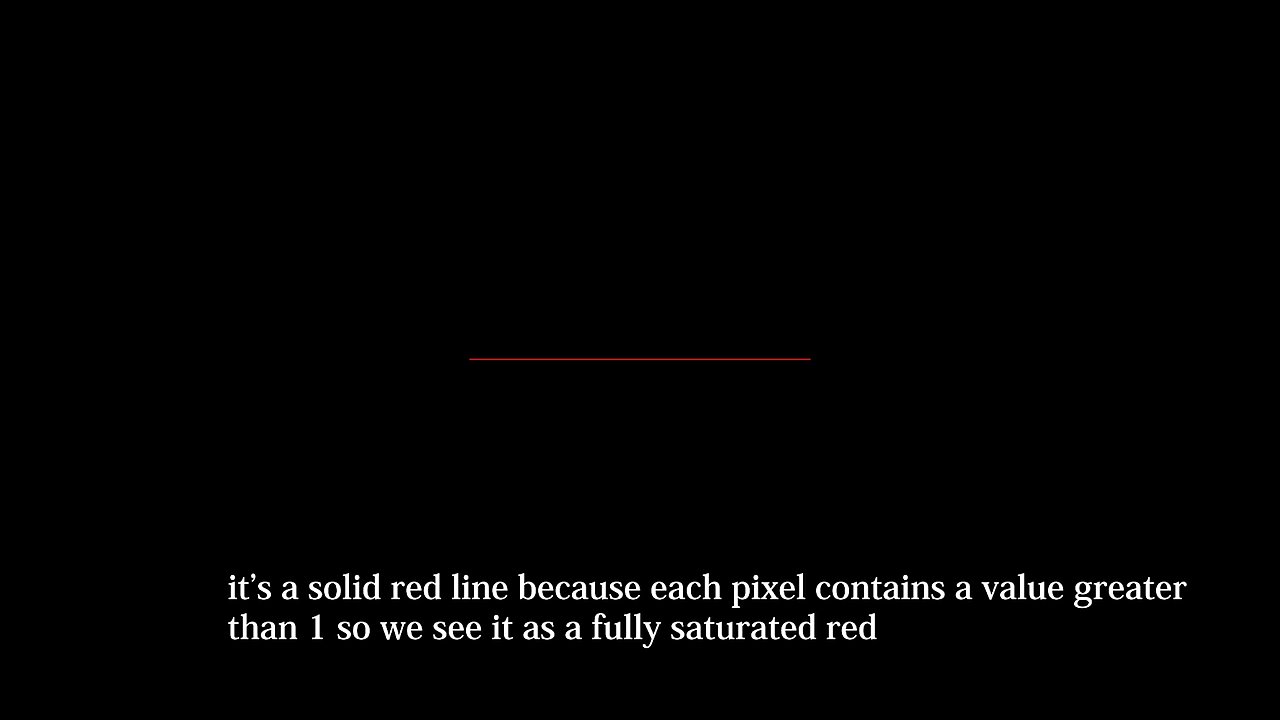 it’s a solid red line because each pixel contains a value greater
than 1 so we see it as a fully saturated red